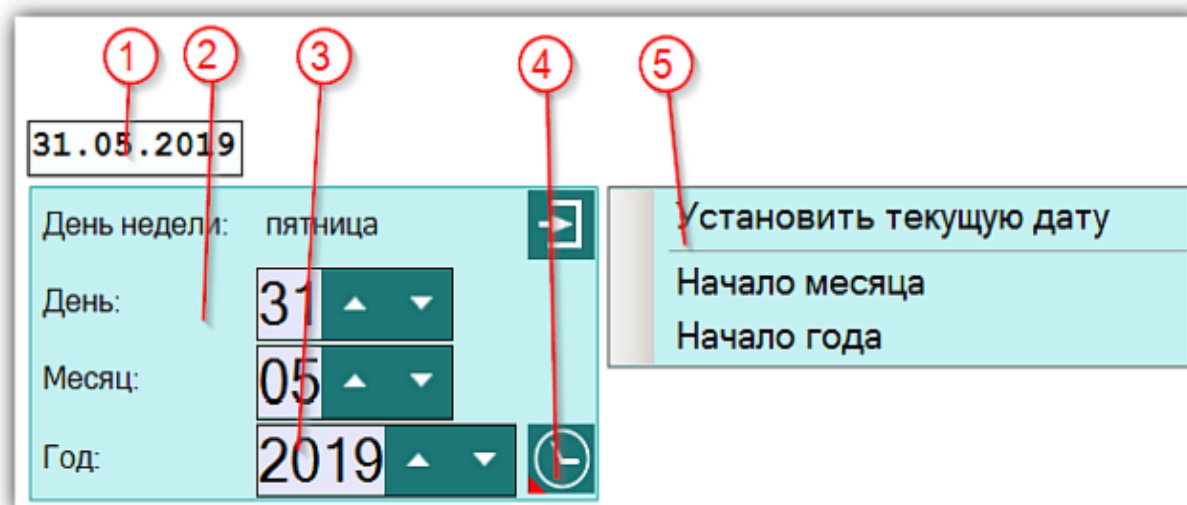 1 2 3 4 5
31.05.2019
День недели: пятница
День: 31
Месяц: 05
Год: 2019
Установить текущую дату
Начало месяца
Начало года